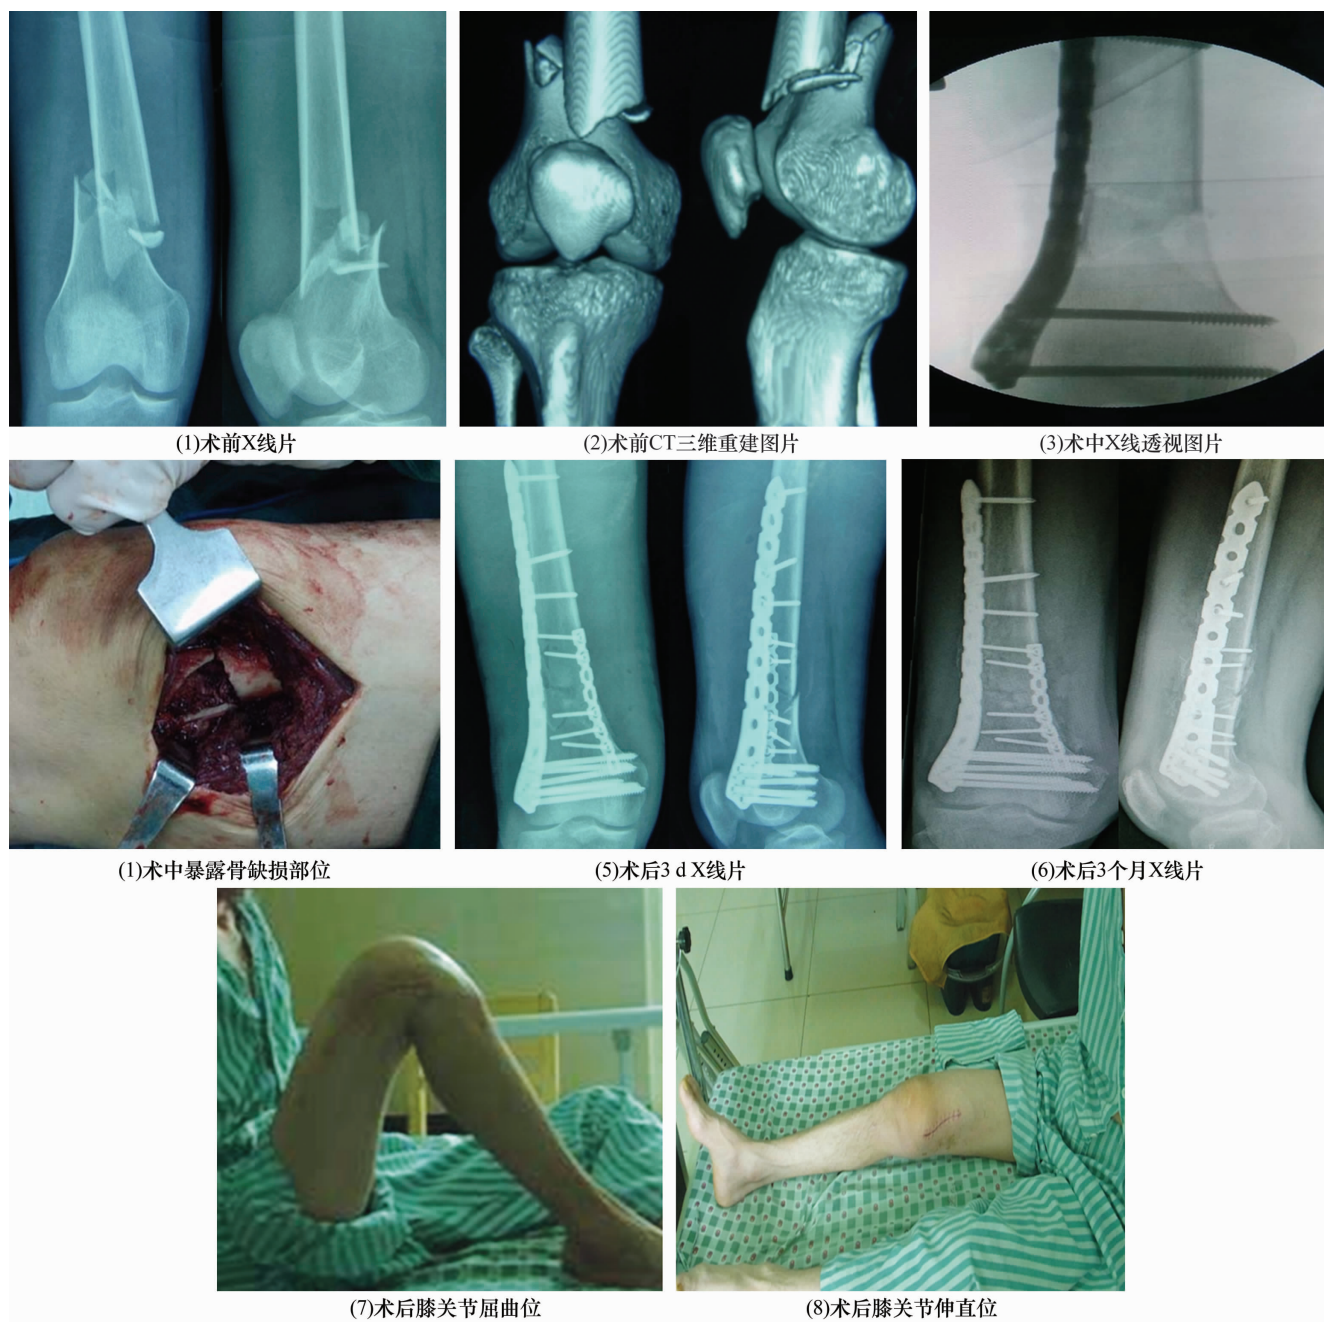 (1)术前X线片
(2)术前CT三维重建图片
(3)术中X线透视图片
(1)术中暴露骨缺损部位
(5)术后3 d X线片
(6)术后3个月X线片
(7)术后膝关节屈曲位
(8)术后膝关节伸直位